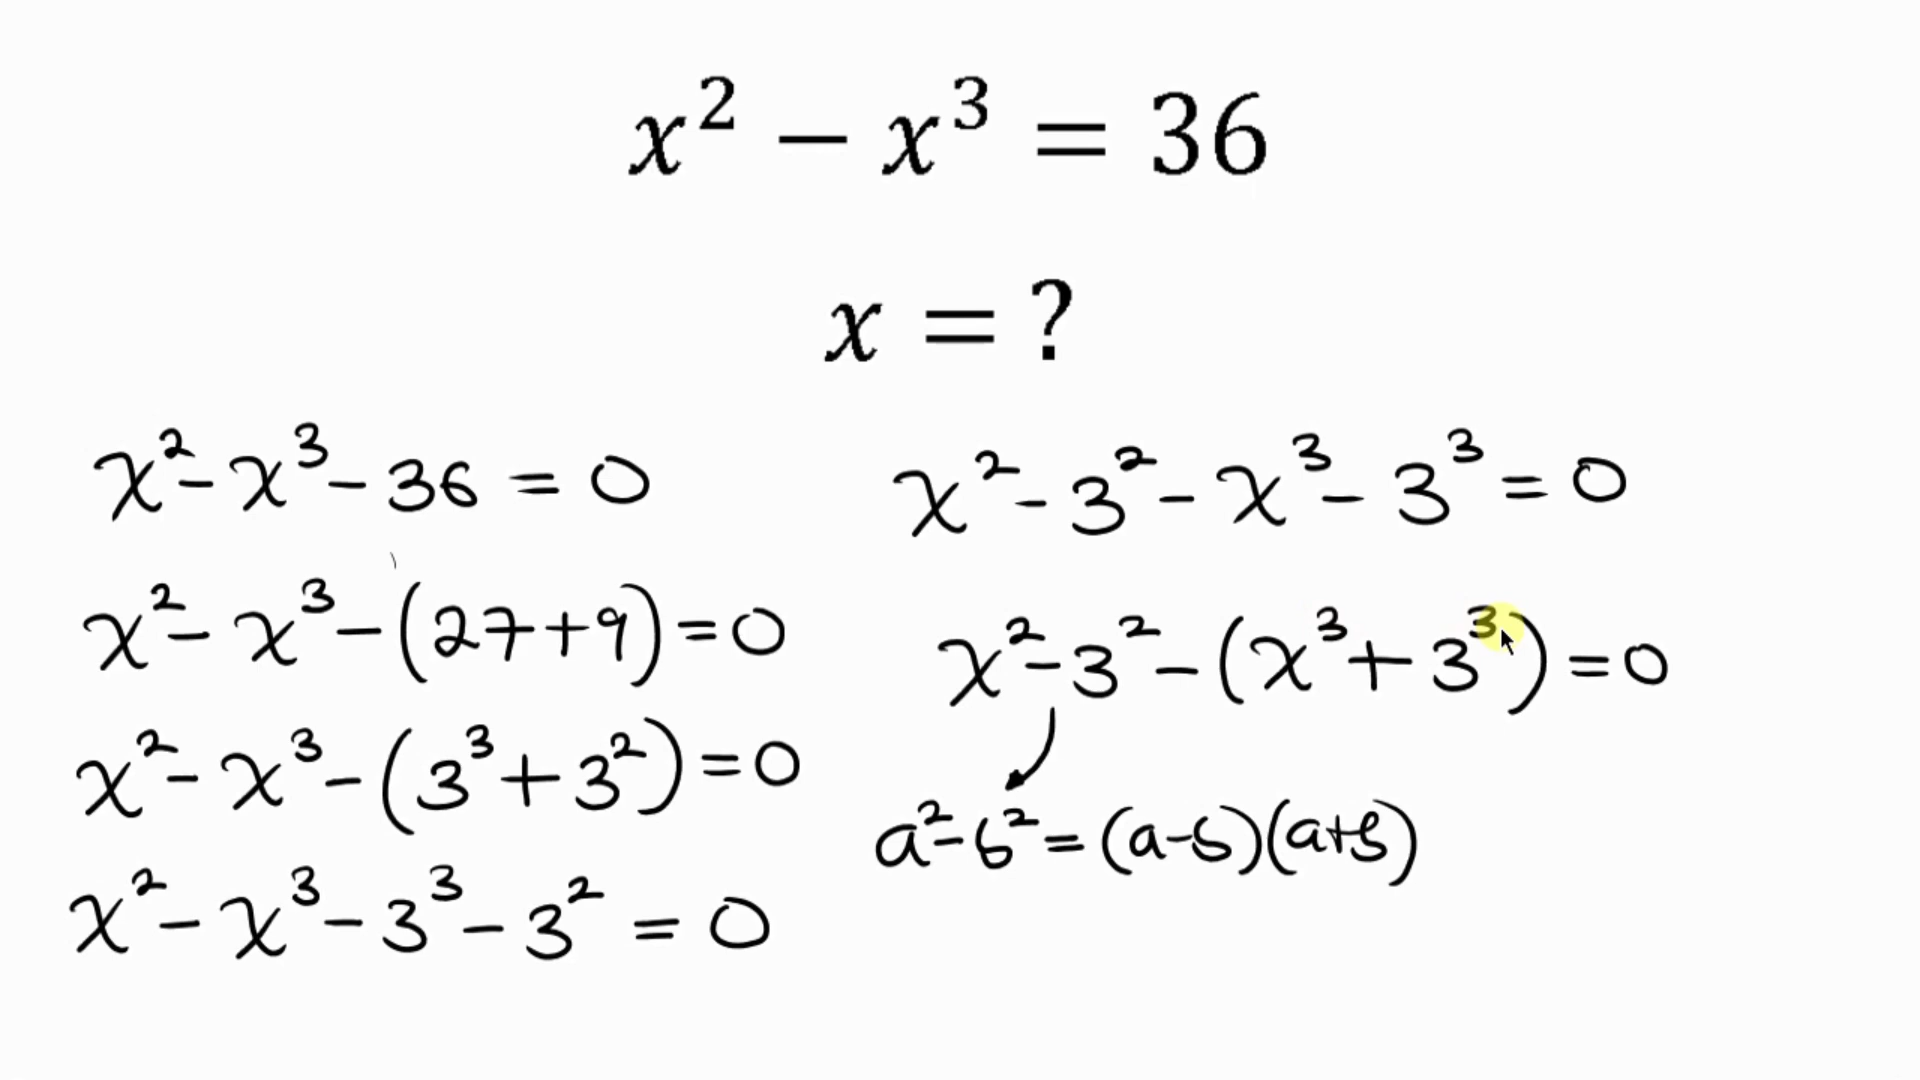 x² − x³ = 36
x = ?
x² - x³ - 36 = 0
x² - x³ - (27+9) = 0
x² - x³ - (3³ + 3²) = 0
x² - x³ - 3³ - 3² = 0
x² - 3² - x³ - 3³ = 0
x² - 3² - (x³ + 3³) = 0
a² - b² = (a-b)(a+b)